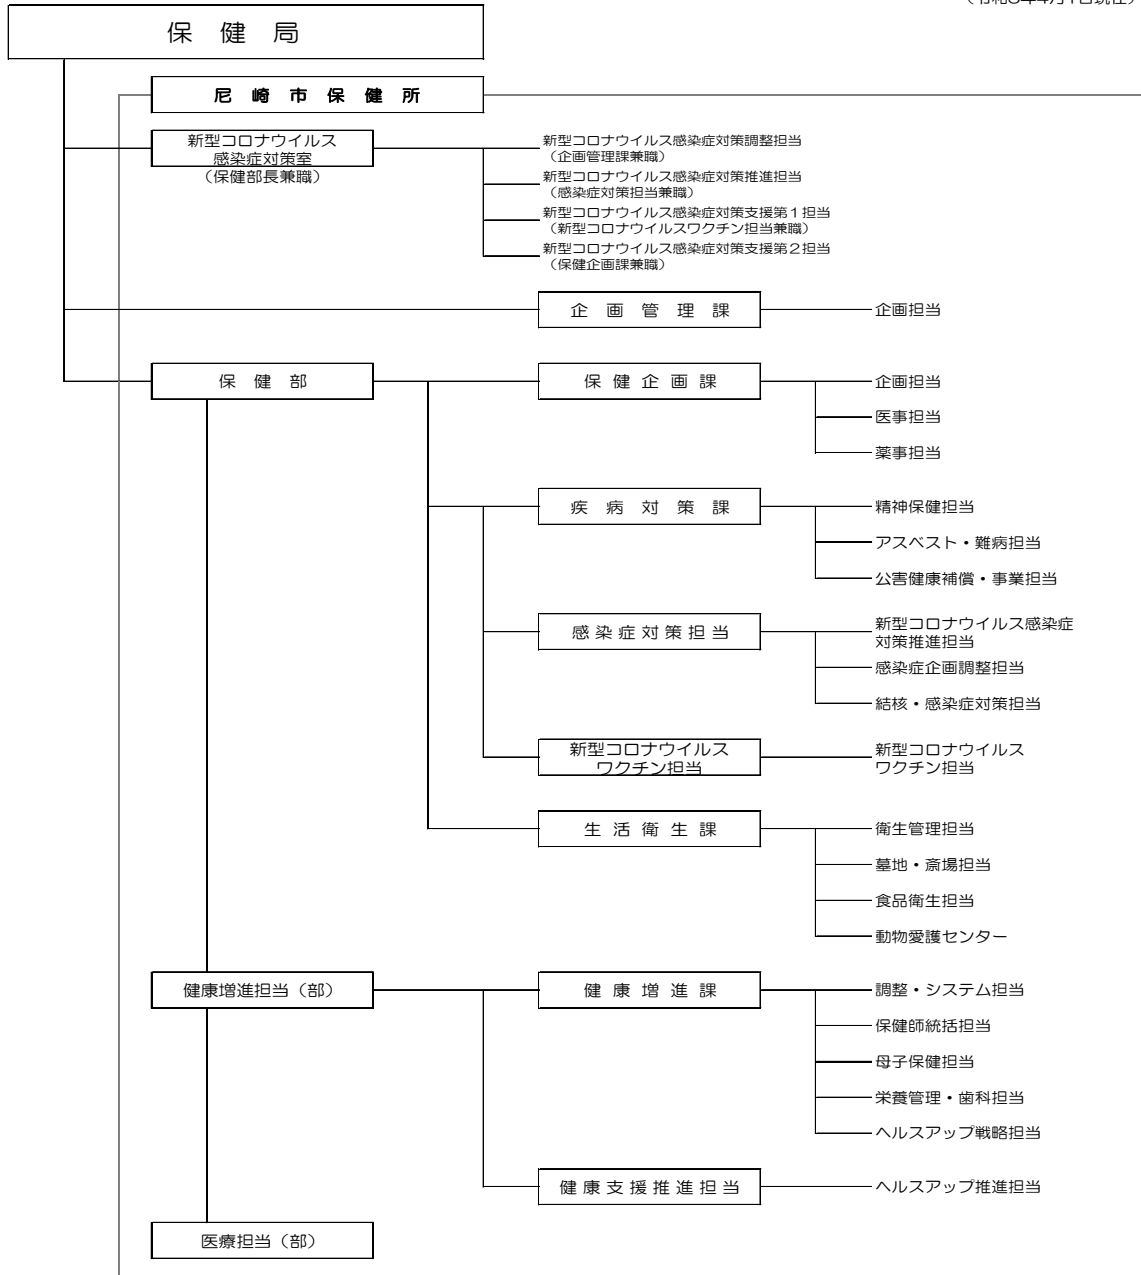 保健局
尼崎市保健所
新型コロナウイルス
感染症対策室
（保健部長兼職）
新型コロナウイルス感染症対策調整担当
（企画管理課兼職）
新型コロナウイルス感染症対策推進担当
（感染症対策担当兼職）
新型コロナウイルス感染症対策支援第１担当
（新型コロナウイルスワクチン担当兼職）
新型コロナウイルス感染症対策支援第２担当
（保健企画課兼職）
企画管理課
企画担当
保健部
保健企画課
企画担当
医事担当
薬事担当
疾病対策課
精神保健担当
アスベスト・難病担当
公害健康補償・事業担当
感染症対策担当
新型コロナウイルス感染症
対策推進担当
感染症企画調整担当
結核・感染症対策担当
新型コロナウイルス
ワクチン担当
新型コロナウイルス
ワクチン担当
生活衛生課
衛生管理担当
墓地・斎場担当
食品衛生担当
動物愛護センター
健康増進担当（部）
健康増進課
調整・システム担当
保健師統括担当
母子保健担当
栄養管理・歯科担当
ヘルスアップ戦略担当
健康支援推進担当
ヘルスアップ推進担当
医療担当（部）